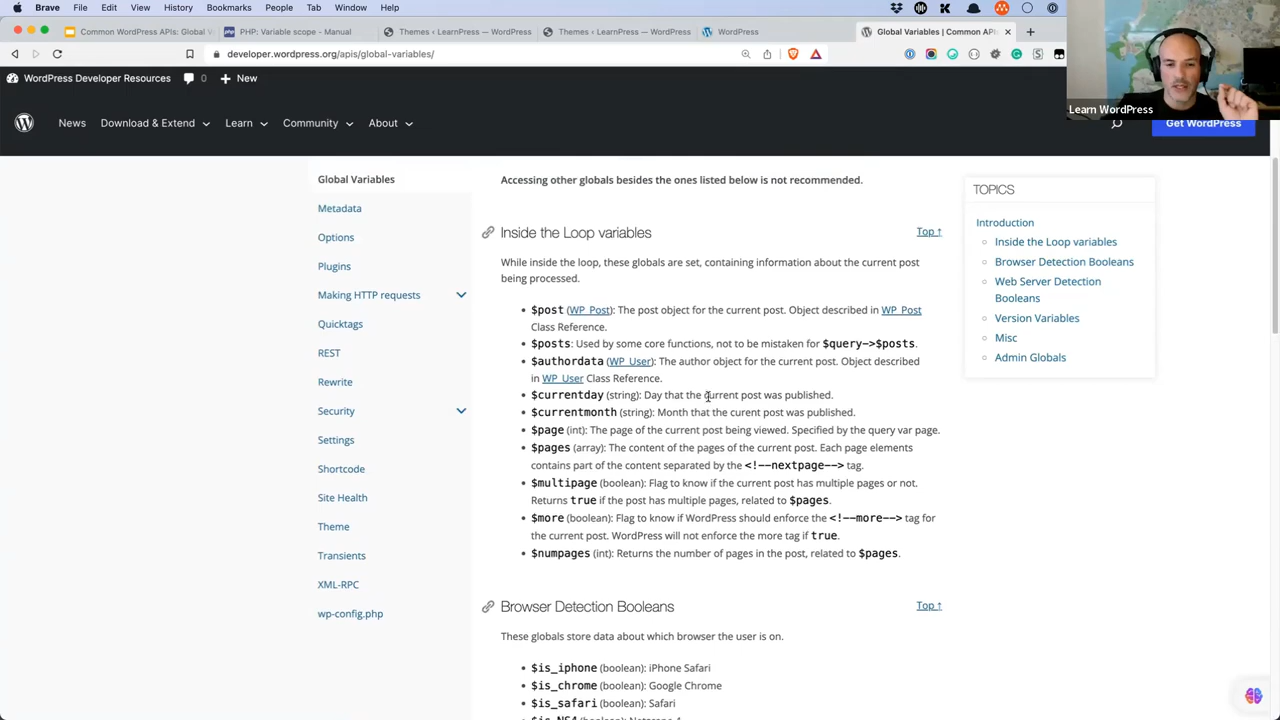 Brave File Edit View History Bookmarks People Tab Window Help
Common WordPress APIs: Global V PHP: Variable scope - Manual Themes ‹ LearnPress — WordPress Themes ‹ LearnPress — WordPress WordPress Global Variables | Common API
developer.wordpress.org/apis/global-variables/
WordPress Developer Resources 0 New
Learn WordPress
News Download & Extend Learn Community About Get WordPress
Global Variables
Metadata
Options
Plugins
Making HTTP requests
Quicktags
REST
Rewrite
Security
Settings
Shortcode
Site Health
Theme
Transients
XML-RPC
wp-config.php
Accessing other globals besides the ones listed below is not recommended.
Inside the Loop variables Top ↑
While inside the loop, these globals are set, containing information about the current post
being processed.
• $post (WP_Post): The post object for the current post. Object described in WP_Post
Class Reference.
• $posts: Used by some core functions, not to be mistaken for $query->$posts.
• $authordata (WP_User): The author object for the current post. Object described
in WP_User Class Reference.
• $currentday (string): Day that the current post was published.
• $currentmonth (string): Month that the curent post was published.
• $page (int): The page of the current post being viewed. Specified by the query var page.
• $pages (array): The content of the pages of the current post. Each page elements
contains part of the content separated by the <!--nextpage--> tag.
• $multipage (boolean): Flag to know if the current post has multiple pages or not.
Returns true if the post has multiple pages, related to $pages.
• $more (boolean): Flag to know if WordPress should enforce the <!--more--> tag for
the current post. WordPress will not enforce the more tag if true.
• $numpages (int): Returns the number of pages in the post, related to $pages.
Browser Detection Booleans Top ↑
These globals store data about which browser the user is on.
• $is_iphone (boolean): iPhone Safari
• $is_chrome (boolean): Google Chrome
• $is_safari (boolean): Safari
TOPICS
Introduction
Inside the Loop variables
Browser Detection Booleans
Web Server Detection
Booleans
Version Variables
Misc
Admin Globals